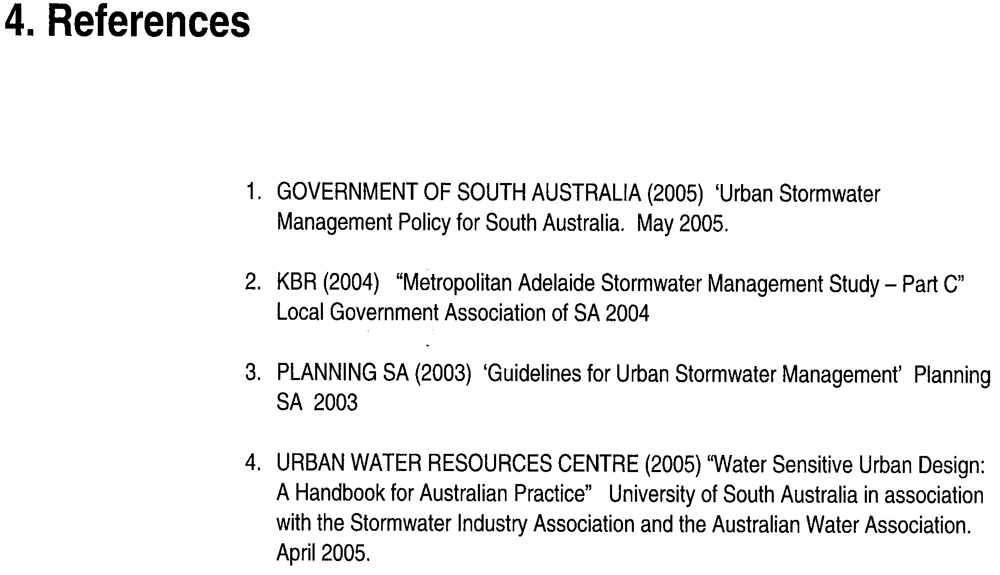 4. References
1. GOVERNMENT OF SOUTH AUSTRALIA (2005) ‘Urban Stormwater
Management Policy for South Australia. May 2005.
2. KBR (2004) “Metropolitan Adelaide Stormwater Management Study – Part C”
Local Government Association of SA 2004
3. PLANNING SA (2003) ‘Guidelines for Urban Stormwater Management’ Planning
SA 2003
4. URBAN WATER RESOURCES CENTRE (2005) “Water Sensitive Urban Design:
A Handbook for Australian Practice” University of South Australia in association
with the Stormwater Industry Association and the Australian Water Association.
April 2005.